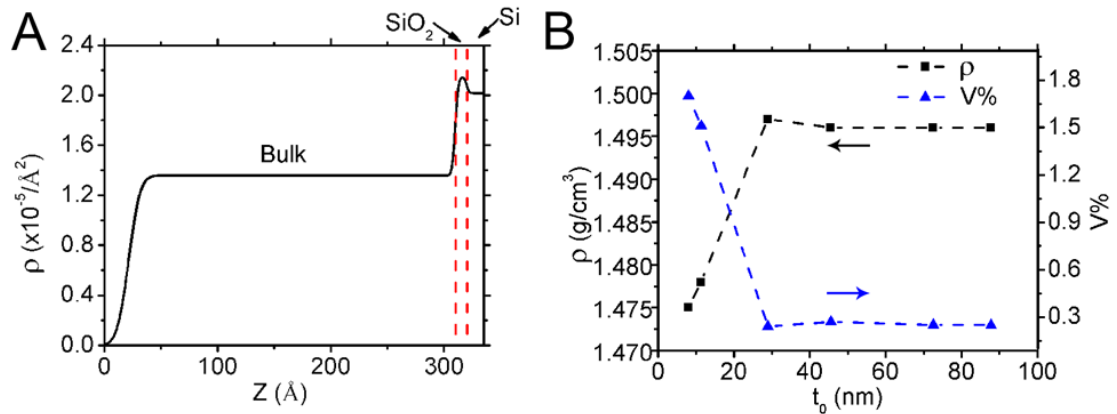 A
SiO2
Si
2.4
2.0
1.6
1.2
0.8
0.4
0.0
ρ (x10-5/Å2)
Bulk
0
100
200
300
Z (Å)
B
1.505
1.500
1.495
1.490
1.485
1.480
1.475
1.470
ρ (g/cm3)
ρ
V%
1.8
1.5
1.2
0.9
0.6
0.3
V%
0
20
40
60
80
100
t0 (nm)